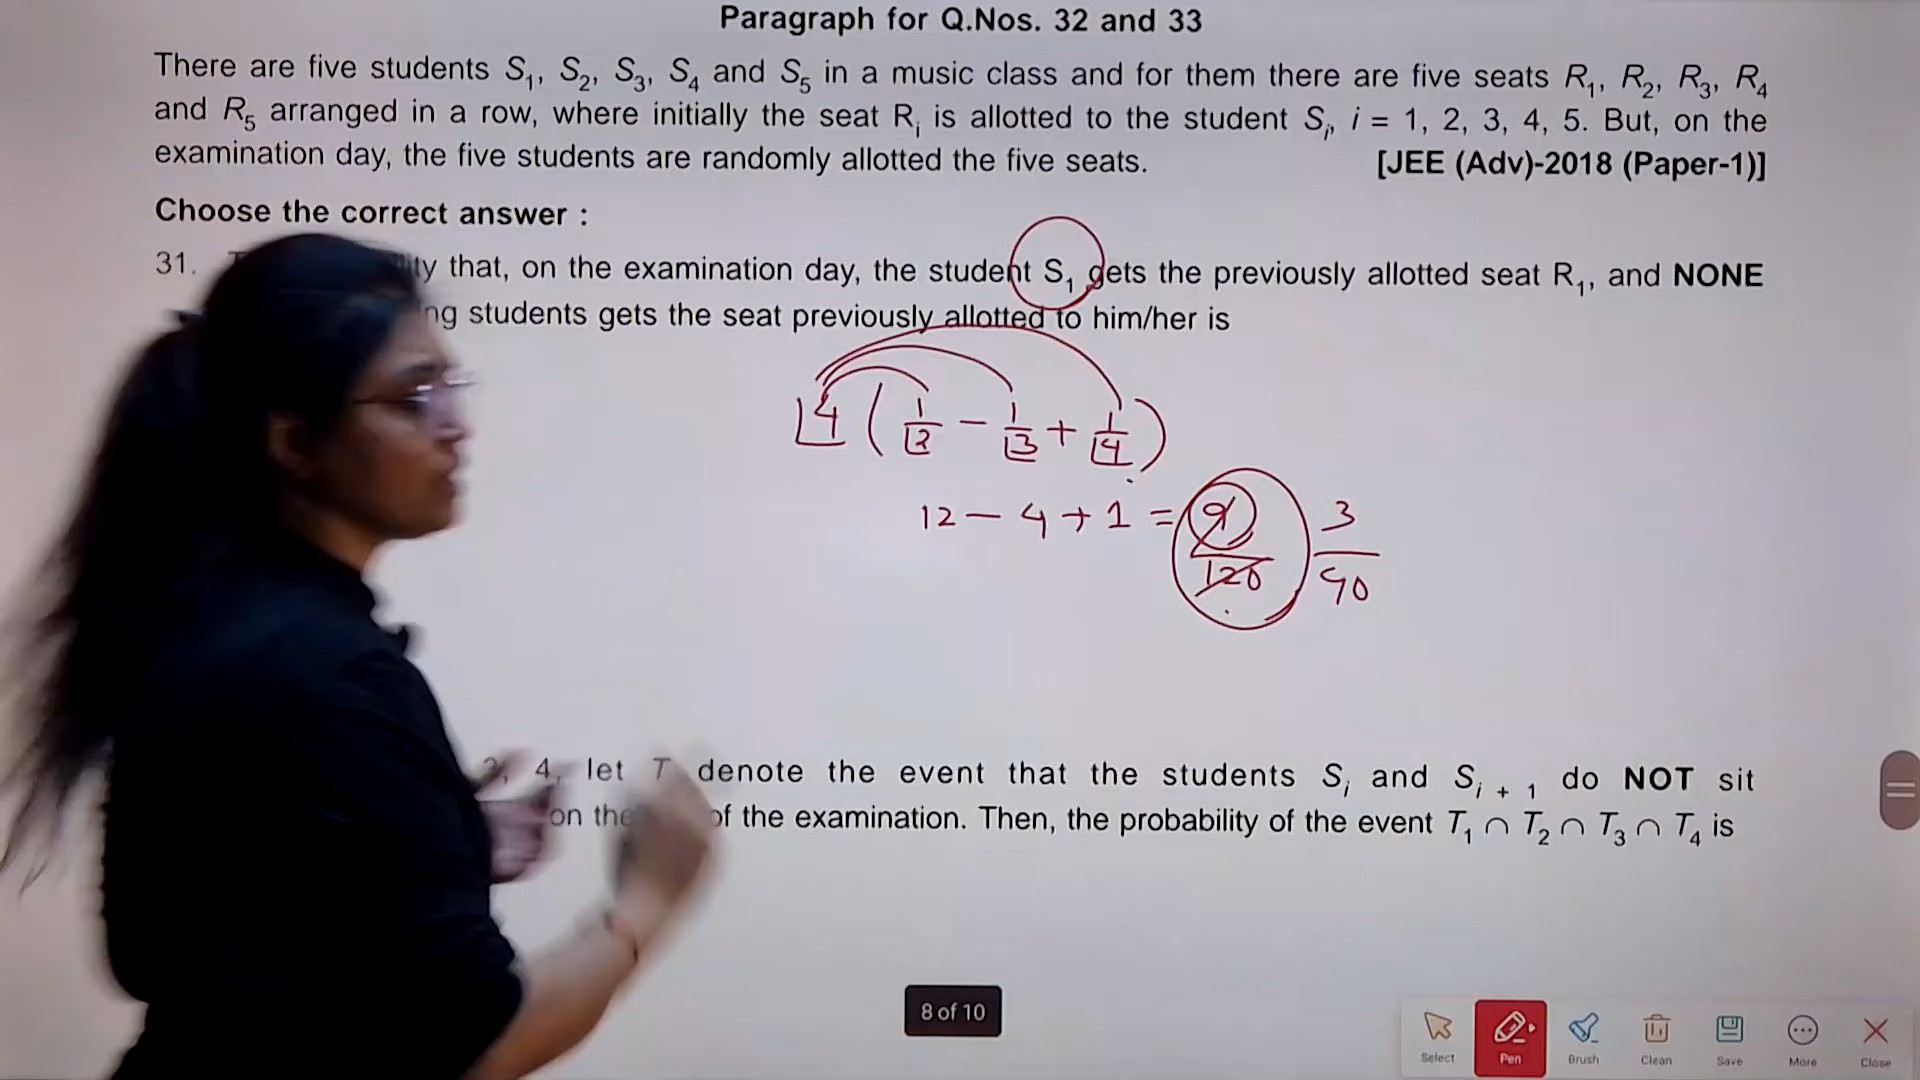 Paragraph for Q.Nos. 32 and 33
There are five students S₁, S₂, S₃, S₄ and S₅ in a music class and for them there are five seats R₁, R₂, R₃, R₄
and R₅ arranged in a row, where initially the seat Rᵢ is allotted to the student Sᵢ, i = 1, 2, 3, 4, 5. But, on the
examination day, the five students are randomly allotted the five seats. [JEE (Adv)-2018 (Paper-1)]
Choose the correct answer :
31. that, on the examination day, the student S₁ gets the previously allotted seat R₁, and NONE
students gets the seat previously allotted to him/her is
|4 ( 1/|2 − 1/|3 + 1/|4 )
12 − 4 + 1 = 9/120 3/40
4, let T denote the event that the students Sᵢ and Sᵢ ₊ ₁ do NOT sit
on the of the examination. Then, the probability of the event T₁ ∩ T₂ ∩ T₃ ∩ T₄ is
8 of 10
Select Pen Brush Clean Save More Close